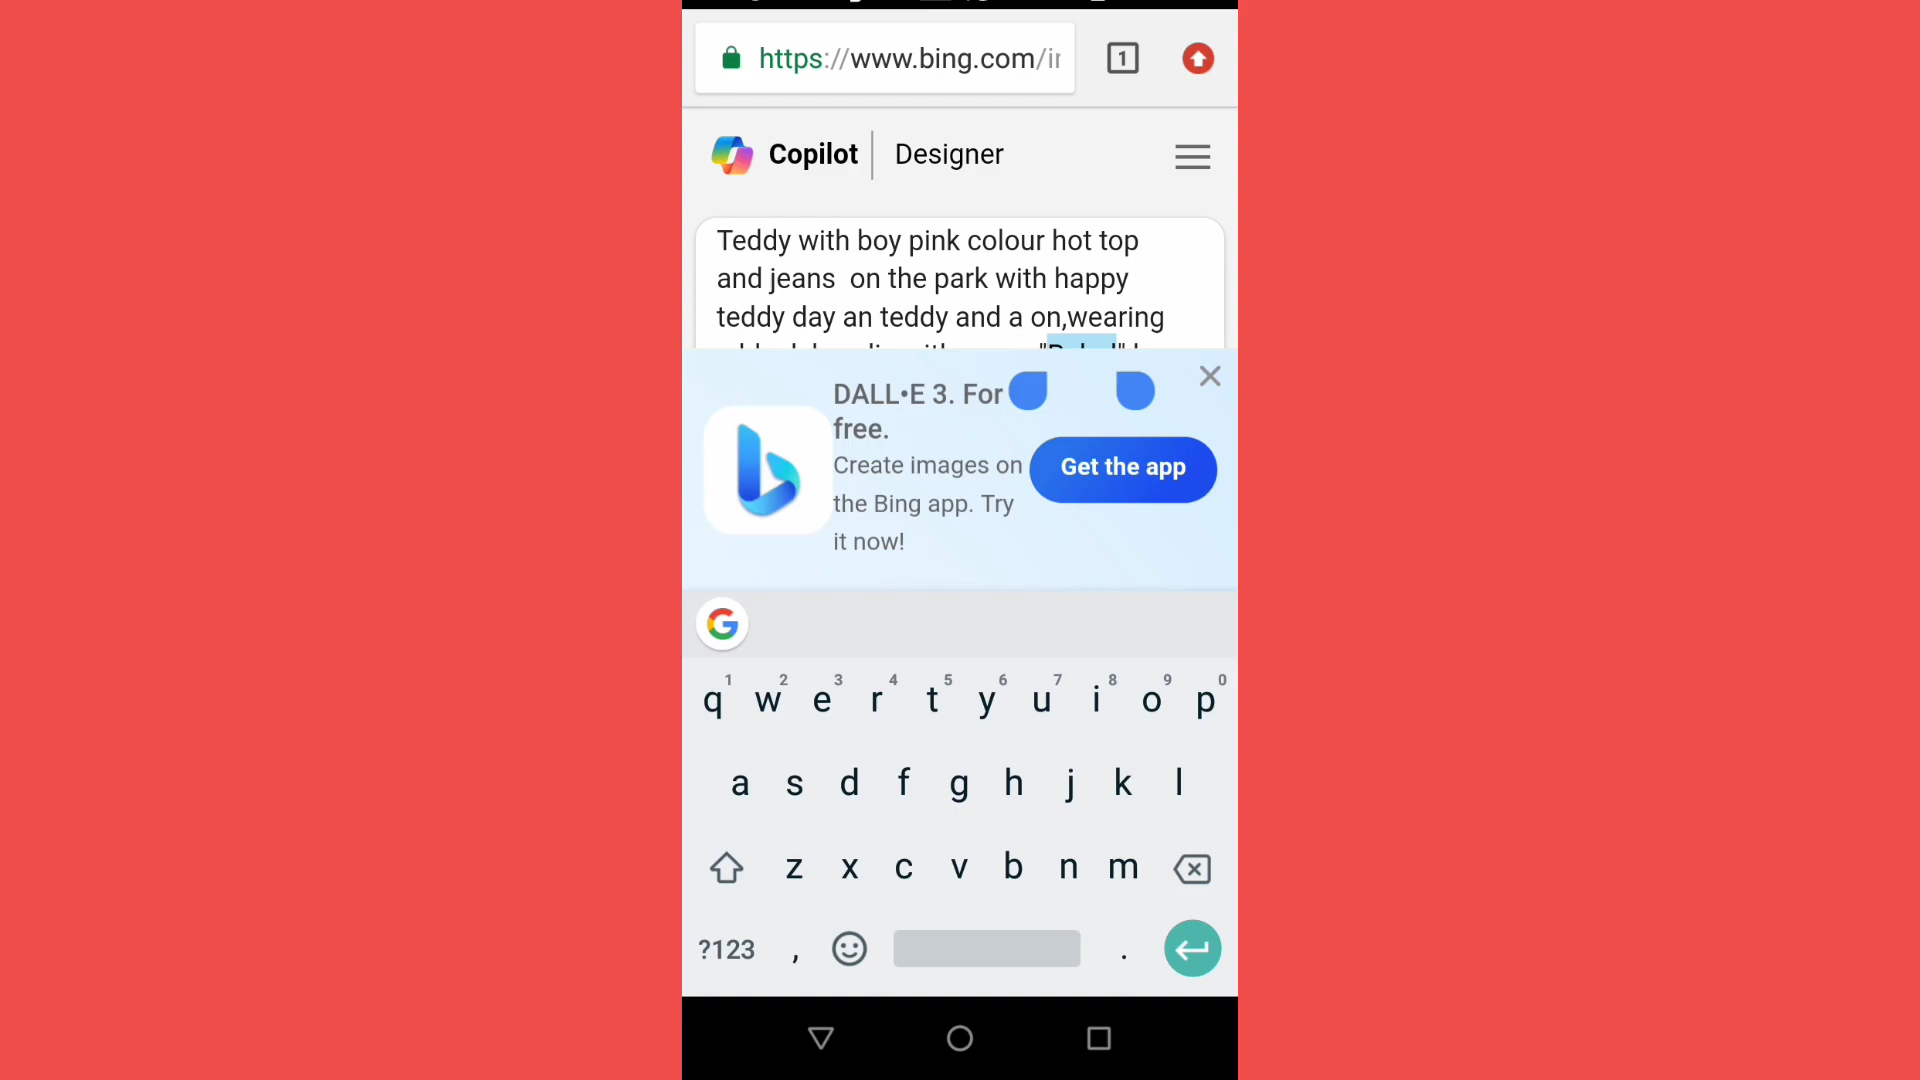 https://www.bing.com/ir
1
Copilot
Designer
Teddy with boy pink colour hot top
and jeans  on the park with happy
teddy day an teddy and a on,wearing
DALL•E 3. For
free.
Create images on
the Bing app. Try
it now!
Get the app
1 2 3 4 5 6 7 8 9 0
q w e r t y u i o p
a s d f g h j k l
z x c v b n m
?123 , .